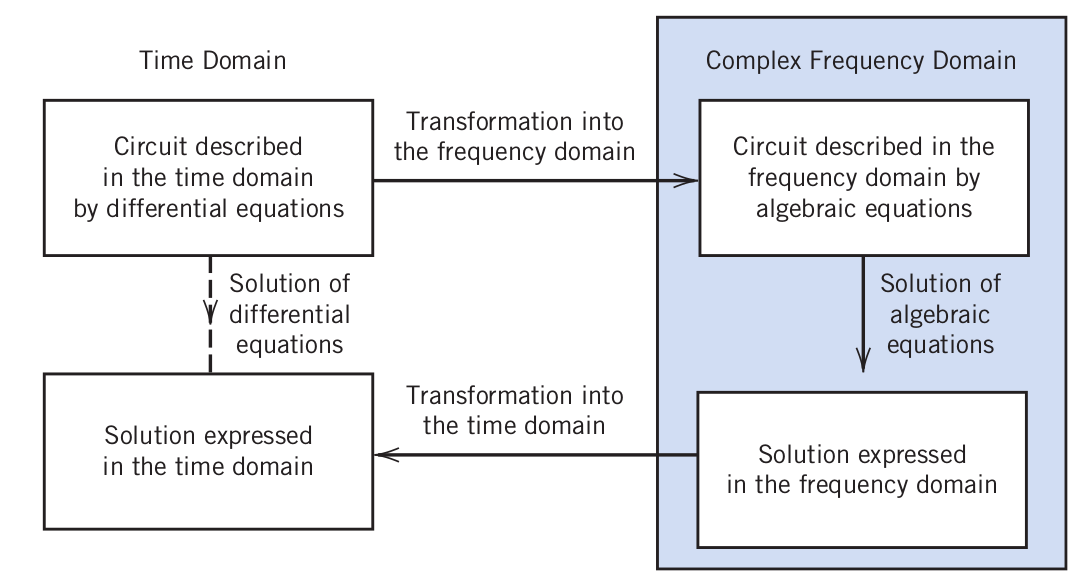 Time Domain
Complex Frequency Domain
Circuit described
in the time domain
by differential equations
Transformation into
the frequency domain
Circuit described in the
frequency domain by
algebraic equations
Solution of
differential
equations
Solution of
algebraic
equations
Solution expressed
in the time domain
Transformation into
the time domain
Solution expressed
in the frequency domain